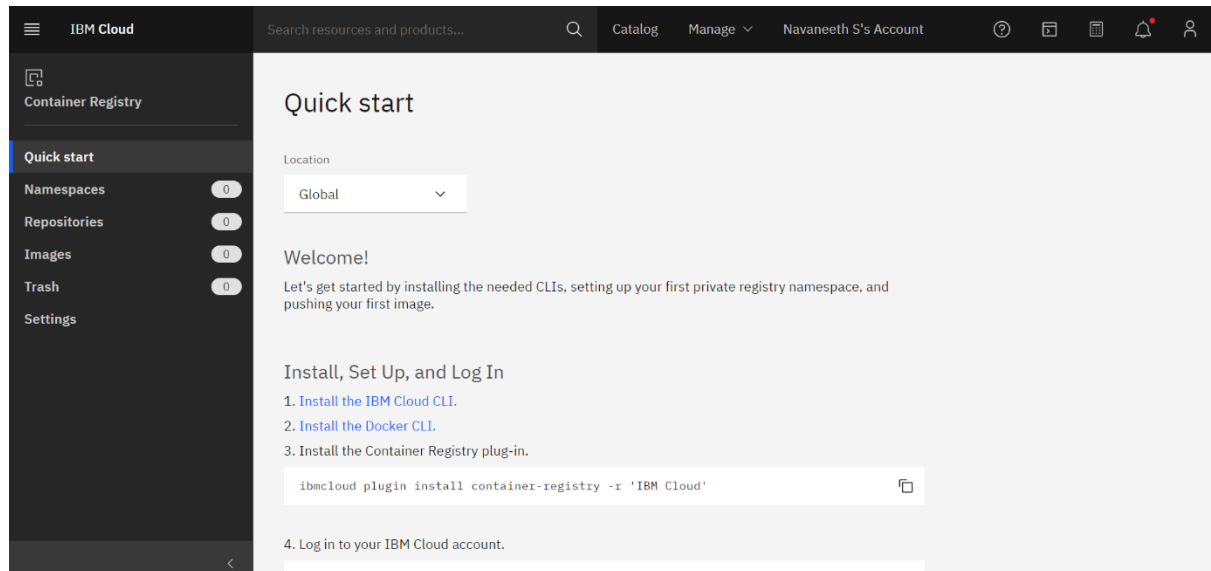 IBM Cloud
Search resources and products...
Catalog
Manage
Navaneeth S's Account
Container Registry
Quick start
Namespaces 0
Repositories 0
Images 0
Trash 0
Settings
Quick start
Location
Global
Welcome!
Let's get started by installing the needed CLIs, setting up your first private registry namespace, and
pushing your first image.
Install, Set Up, and Log In
1. Install the IBM Cloud CLI.
2. Install the Docker CLI.
3. Install the Container Registry plug-in.
ibmcloud plugin install container-registry -r 'IBM Cloud'
4. Log in to your IBM Cloud account.